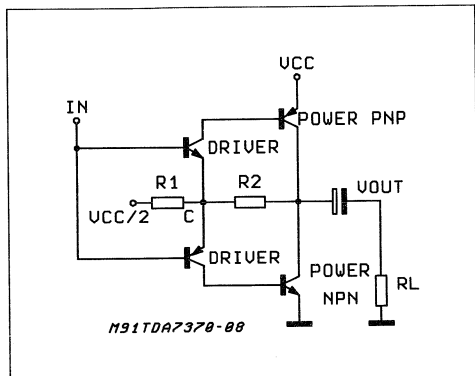 VCC
IN
POWER PNP
DRIVER
R1
R2
VOUT
VCC/2
C
DRIVER
POWER
NPN
RL
M91TDA7370-08